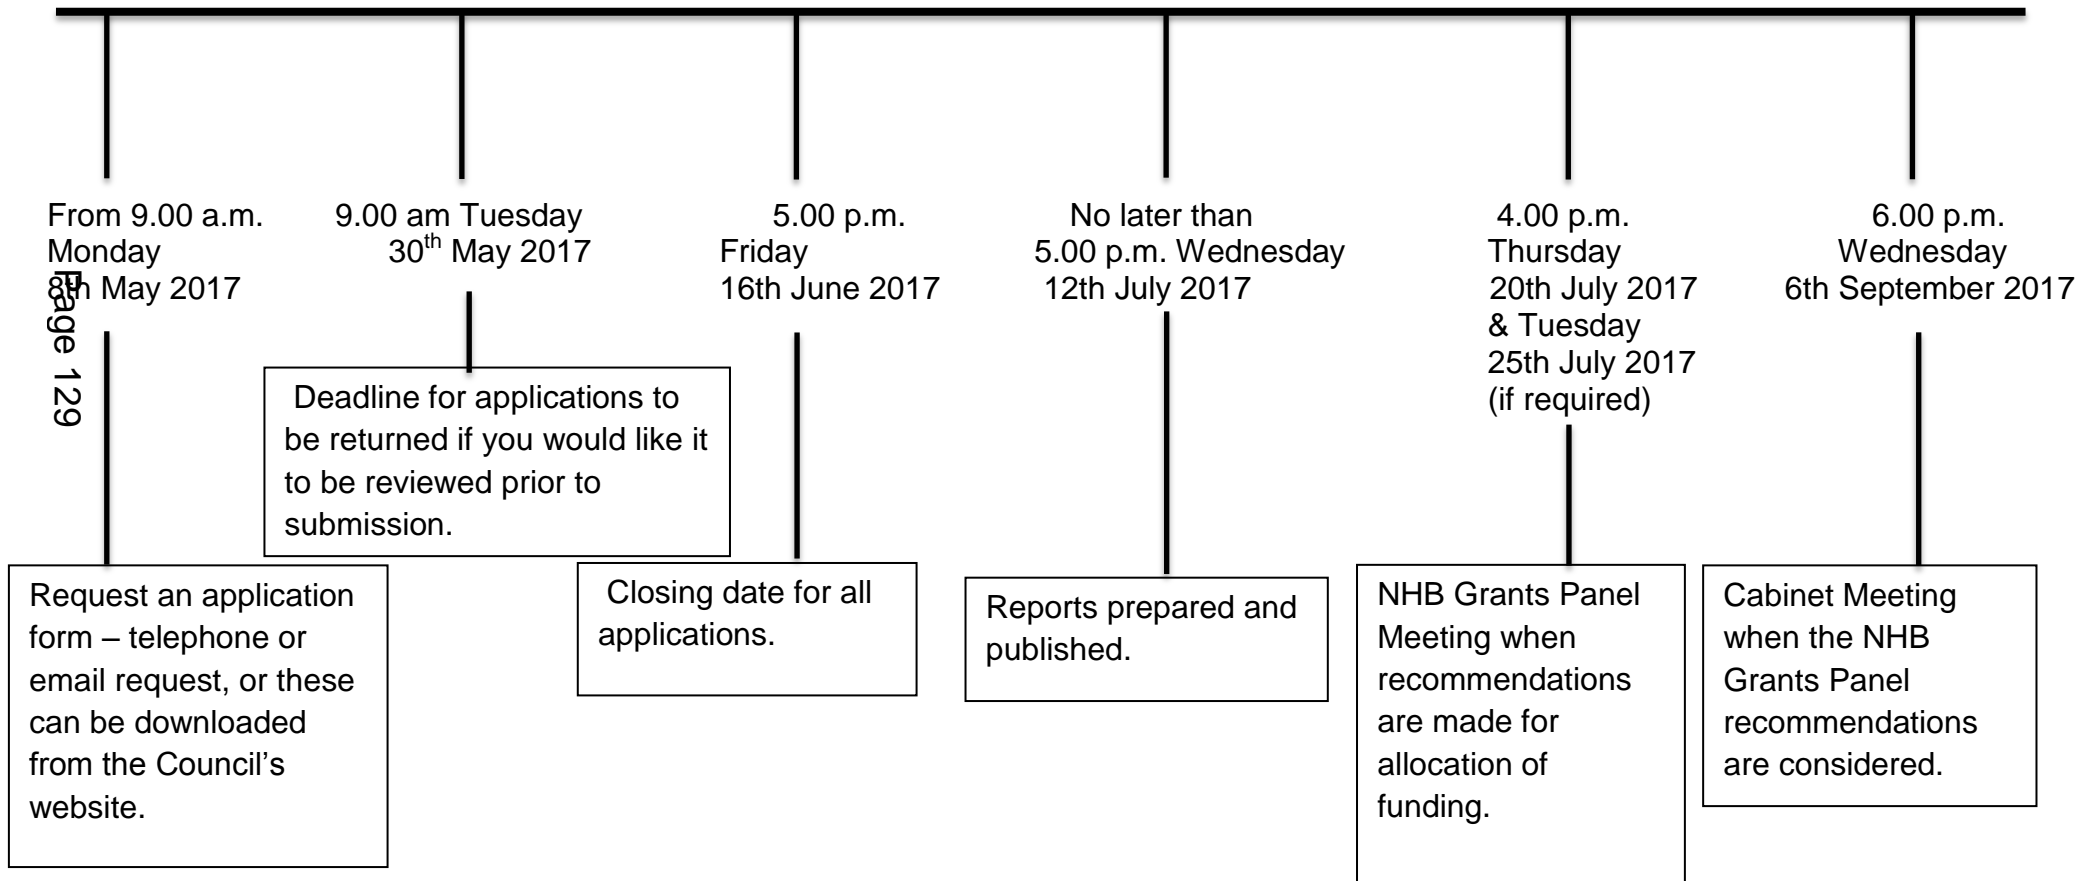 From 9.00 a.m.
Monday
8th May 2017
9.00 am Tuesday
30th May 2017
5.00 p.m.
Friday
16th June 2017
No later than
5.00 p.m. Wednesday
12th July 2017
4.00 p.m.
Thursday
20th July 2017
& Tuesday
25th July 2017
(if required)
6.00 p.m.
Wednesday
6th September 2017
Page 129
Request an application
form – telephone or
email request, or these
can be downloaded
from the Council’s
website.
Deadline for applications to
be returned if you would like it
to be reviewed prior to
submission.
Closing date for all
applications.
Reports prepared and
published.
NHB Grants Panel
Meeting when
recommendations
are made for
allocation of
funding.
Cabinet Meeting
when the NHB
Grants Panel
recommendations
are considered.